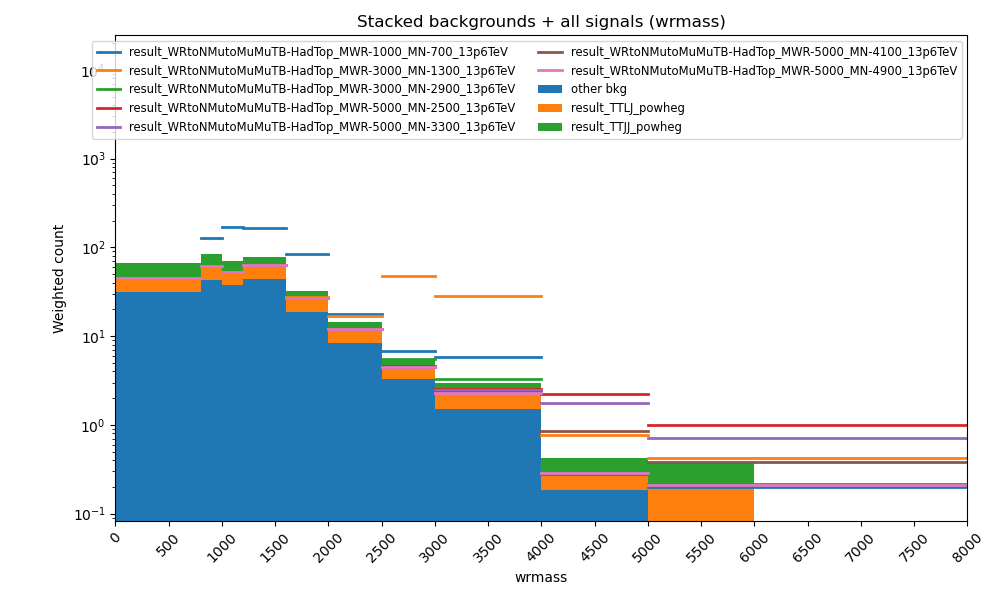 Stacked backgrounds + all signals (wrmass)
result_WRtoNMutoMuMuTB-HadTop_MWR-1000_MN-700_13p6TeV
result_WRtoNMutoMuMuTB-HadTop_MWR-3000_MN-1300_13p6TeV
result_WRtoNMutoMuMuTB-HadTop_MWR-3000_MN-2900_13p6TeV
result_WRtoNMutoMuMuTB-HadTop_MWR-5000_MN-2500_13p6TeV
result_WRtoNMutoMuMuTB-HadTop_MWR-5000_MN-3300_13p6TeV
result_WRtoNMutoMuMuTB-HadTop_MWR-5000_MN-4100_13p6TeV
result_WRtoNMutoMuMuTB-HadTop_MWR-5000_MN-4900_13p6TeV
other bkg
result_TTLJ_powheg
result_TTJJ_powheg
Weighted count
10⁴
10³
10²
10¹
10⁰
10⁻¹
0 500 1000 1500 2000 2500 3000 3500 4000 4500 5000 5500 6000 6500 7000 7500 8000
wrmass